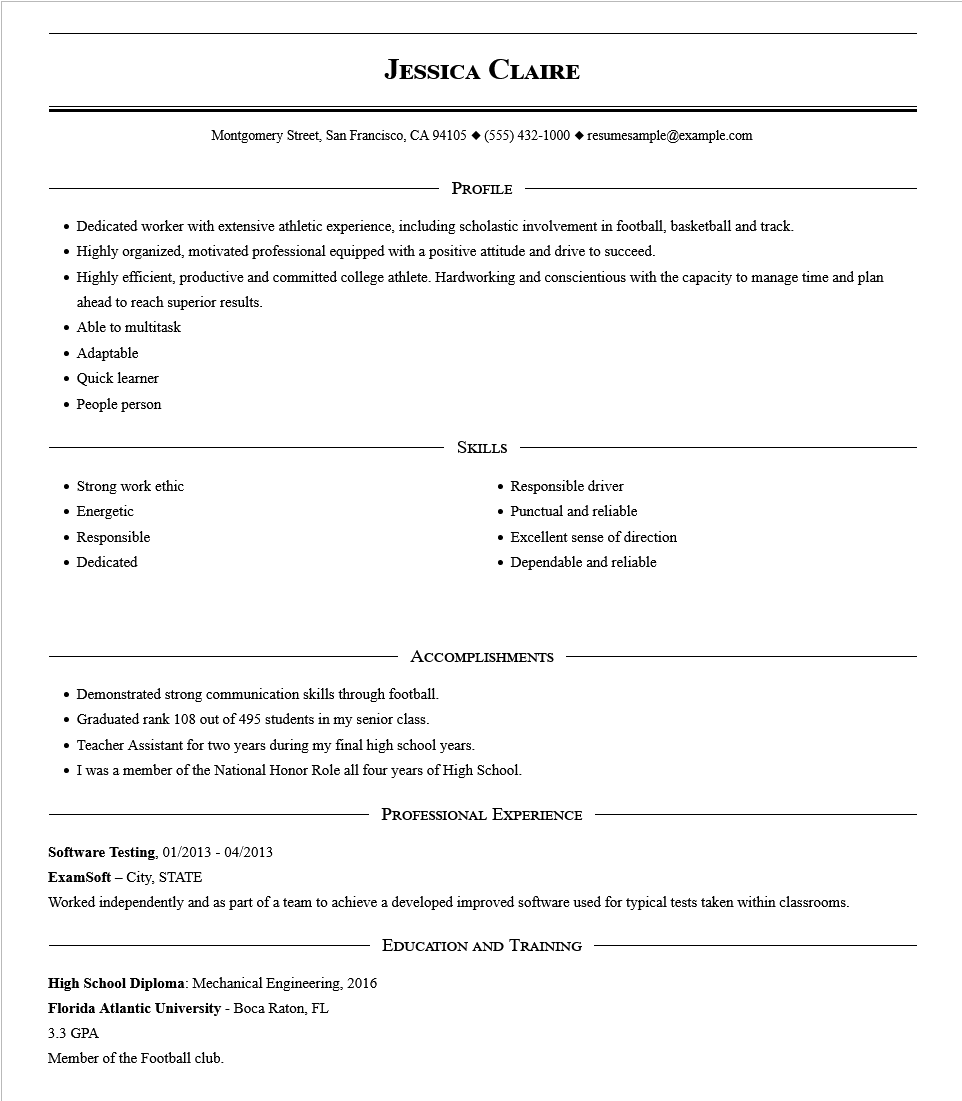 Jessica Claire
Montgomery Street, San Francisco, CA 94105 ◆ (555) 432-1000 ◆ resumesample@example.com
Profile
• Dedicated worker with extensive athletic experience, including scholastic involvement in football, basketball and track.
• Highly organized, motivated professional equipped with a positive attitude and drive to succeed.
• Highly efficient, productive and committed college athlete. Hardworking and conscientious with the capacity to manage time and plan
ahead to reach superior results.
• Able to multitask
• Adaptable
• Quick learner
• People person
Skills
• Strong work ethic
• Energetic
• Responsible
• Dedicated
• Responsible driver
• Punctual and reliable
• Excellent sense of direction
• Dependable and reliable
Accomplishments
• Demonstrated strong communication skills through football.
• Graduated rank 108 out of 495 students in my senior class.
• Teacher Assistant for two years during my final high school years.
• I was a member of the National Honor Role all four years of High School.
Professional Experience
Software Testing, 01/2013 - 04/2013
ExamSoft – City, STATE
Worked independently and as part of a team to achieve a developed improved software used for typical tests taken within classrooms.
Education and Training
High School Diploma: Mechanical Engineering, 2016
Florida Atlantic University - Boca Raton, FL
3.3 GPA
Member of the Football club.